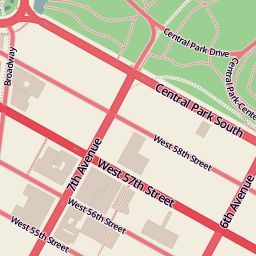 Central Park Drive
Central Park-Center
Broadway
Central Park South
West 58th Street
7th Avenue
West 57th Street
6th Avenue
West 56th Street
West 55th Street